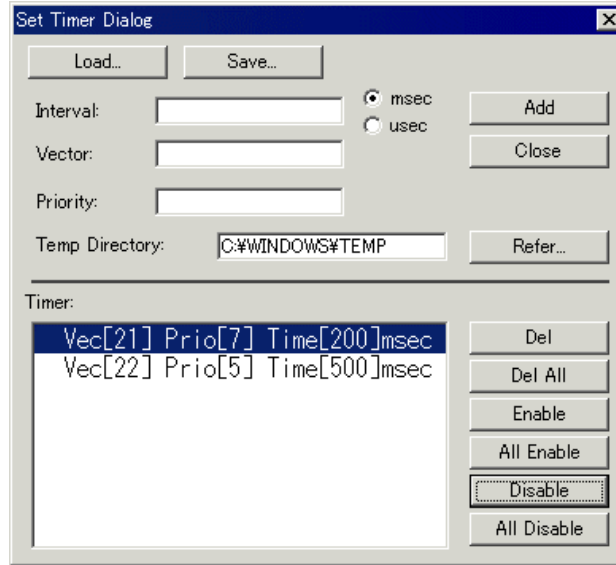 Set Timer Dialog
Load...
Save...
Interval:
msec
usec
Add
Vector:
Close
Priority:
Temp Directory:
C:¥WINDOWS¥TEMP
Refer...
Timer:
Vec[21] Prio[7] Time[200]msec
Vec[22] Prio[5] Time[500]msec
Del
Del All
Enable
All Enable
Disable
All Disable